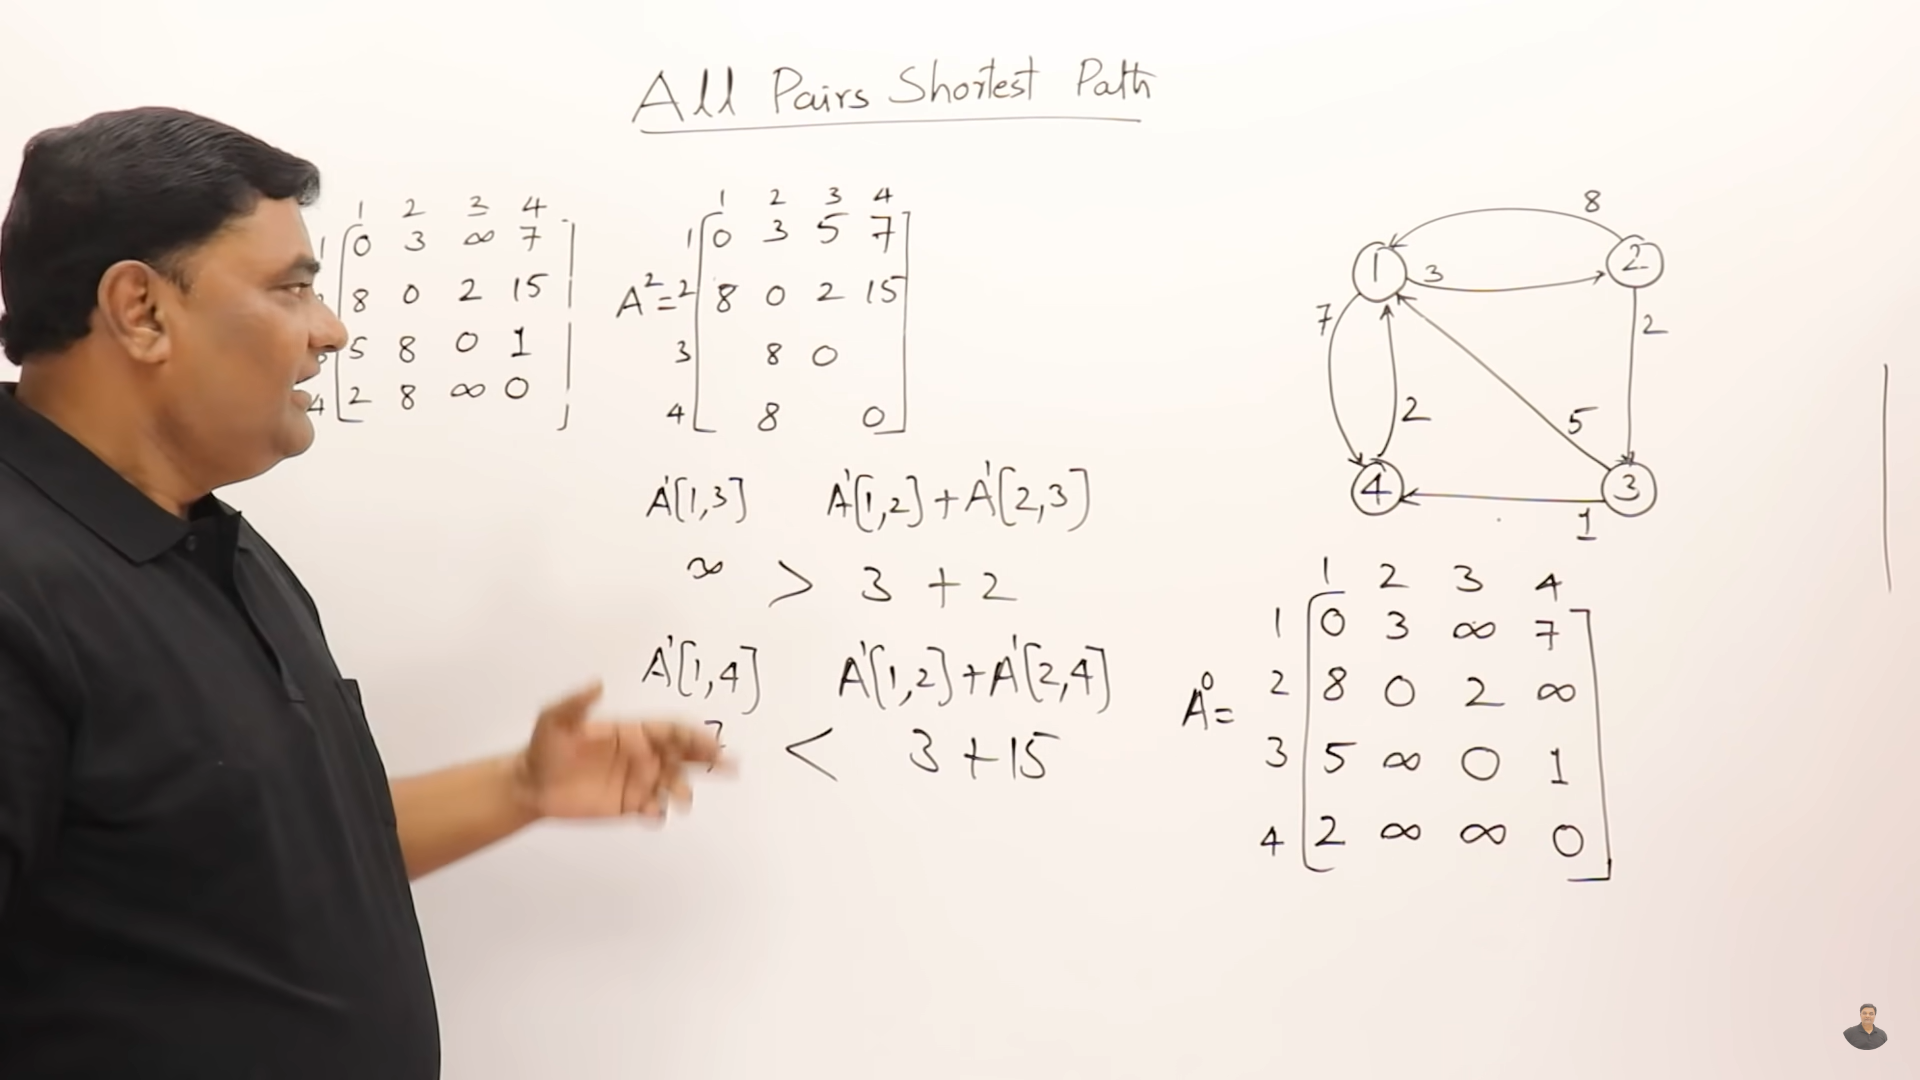 All Pairs Shortest Path
1 2 3 4
1 0 3 ∞ 7
8 0 2 15
3 5 8 0 1
4 2 8 ∞ 0
1 2 3 4
1 0 3 5 7
A²= 2 8 0 2 15
3 8 0
4 8 0
A¹[1,3] A¹[1,2]+A¹[2,3]
∞ > 3 + 2
A¹[1,4] A¹[1,2]+A¹[2,4]
7 < 3+15
8
1 3 2
7 2
2 5
4 3
1
1 2 3 4
1 0 3 ∞ 7
2 8 0 2 ∞
A⁰=
3 5 ∞ 0 1
4 2 ∞ ∞ 0